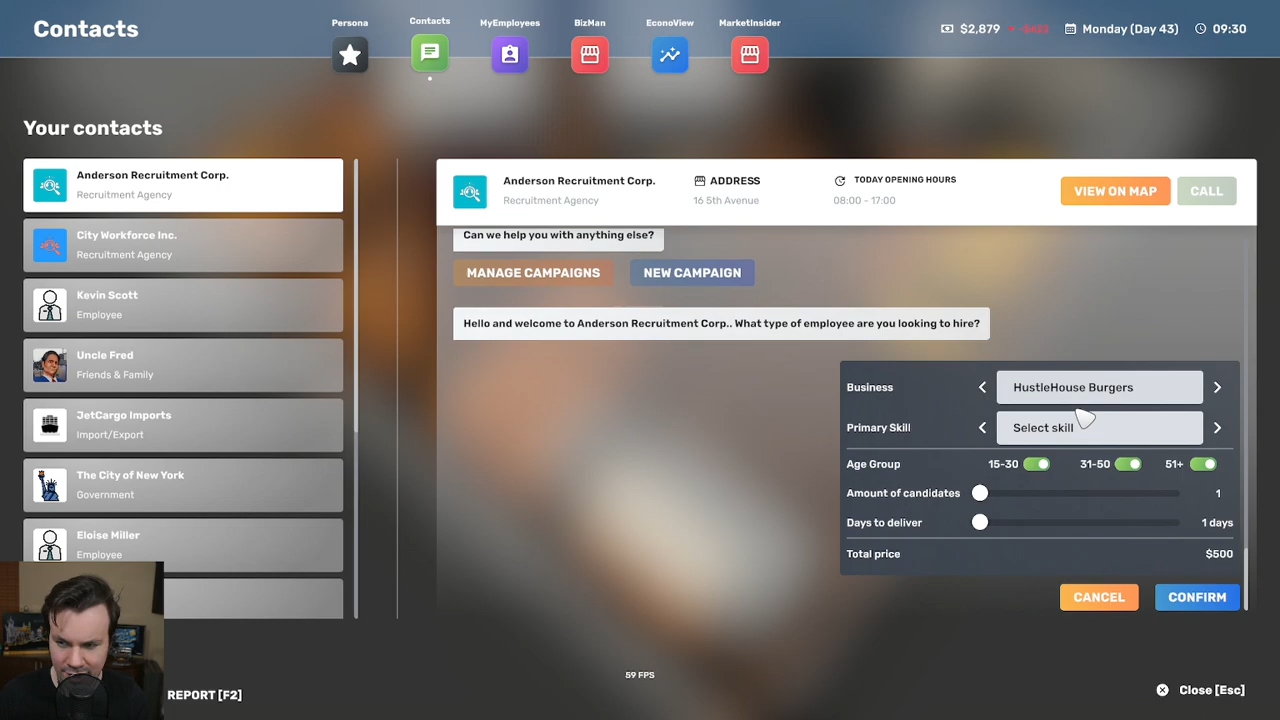 Contacts
Persona
Contacts
MyEmployees
BizMan
EconoView
MarketInsider
$2,879
Monday (Day 43)
09:30
Your contacts
Anderson Recruitment Corp.
Recruitment Agency
City Workforce Inc.
Recruitment Agency
Kevin Scott
Employee
Uncle Fred
Friends & Family
JetCargo Imports
Import/Export
The City of New York
Government
Eloise Miller
Employee
Anderson Recruitment Corp.
Recruitment Agency
ADDRESS
16 5th Avenue
TODAY OPENING HOURS
08:00 - 17:00
VIEW ON MAP
CALL
Can we help you with anything else?
MANAGE CAMPAIGNS
NEW CAMPAIGN
Hello and welcome to Anderson Recruitment Corp.. What type of employee are you looking to hire?
Business
HustleHouse Burgers
Primary Skill
Select skill
Age Group
15-30
31-50
51+
Amount of candidates
1
Days to deliver
1 days
Total price
$500
CANCEL
CONFIRM
59 FPS
REPORT [F2]
Close [Esc]